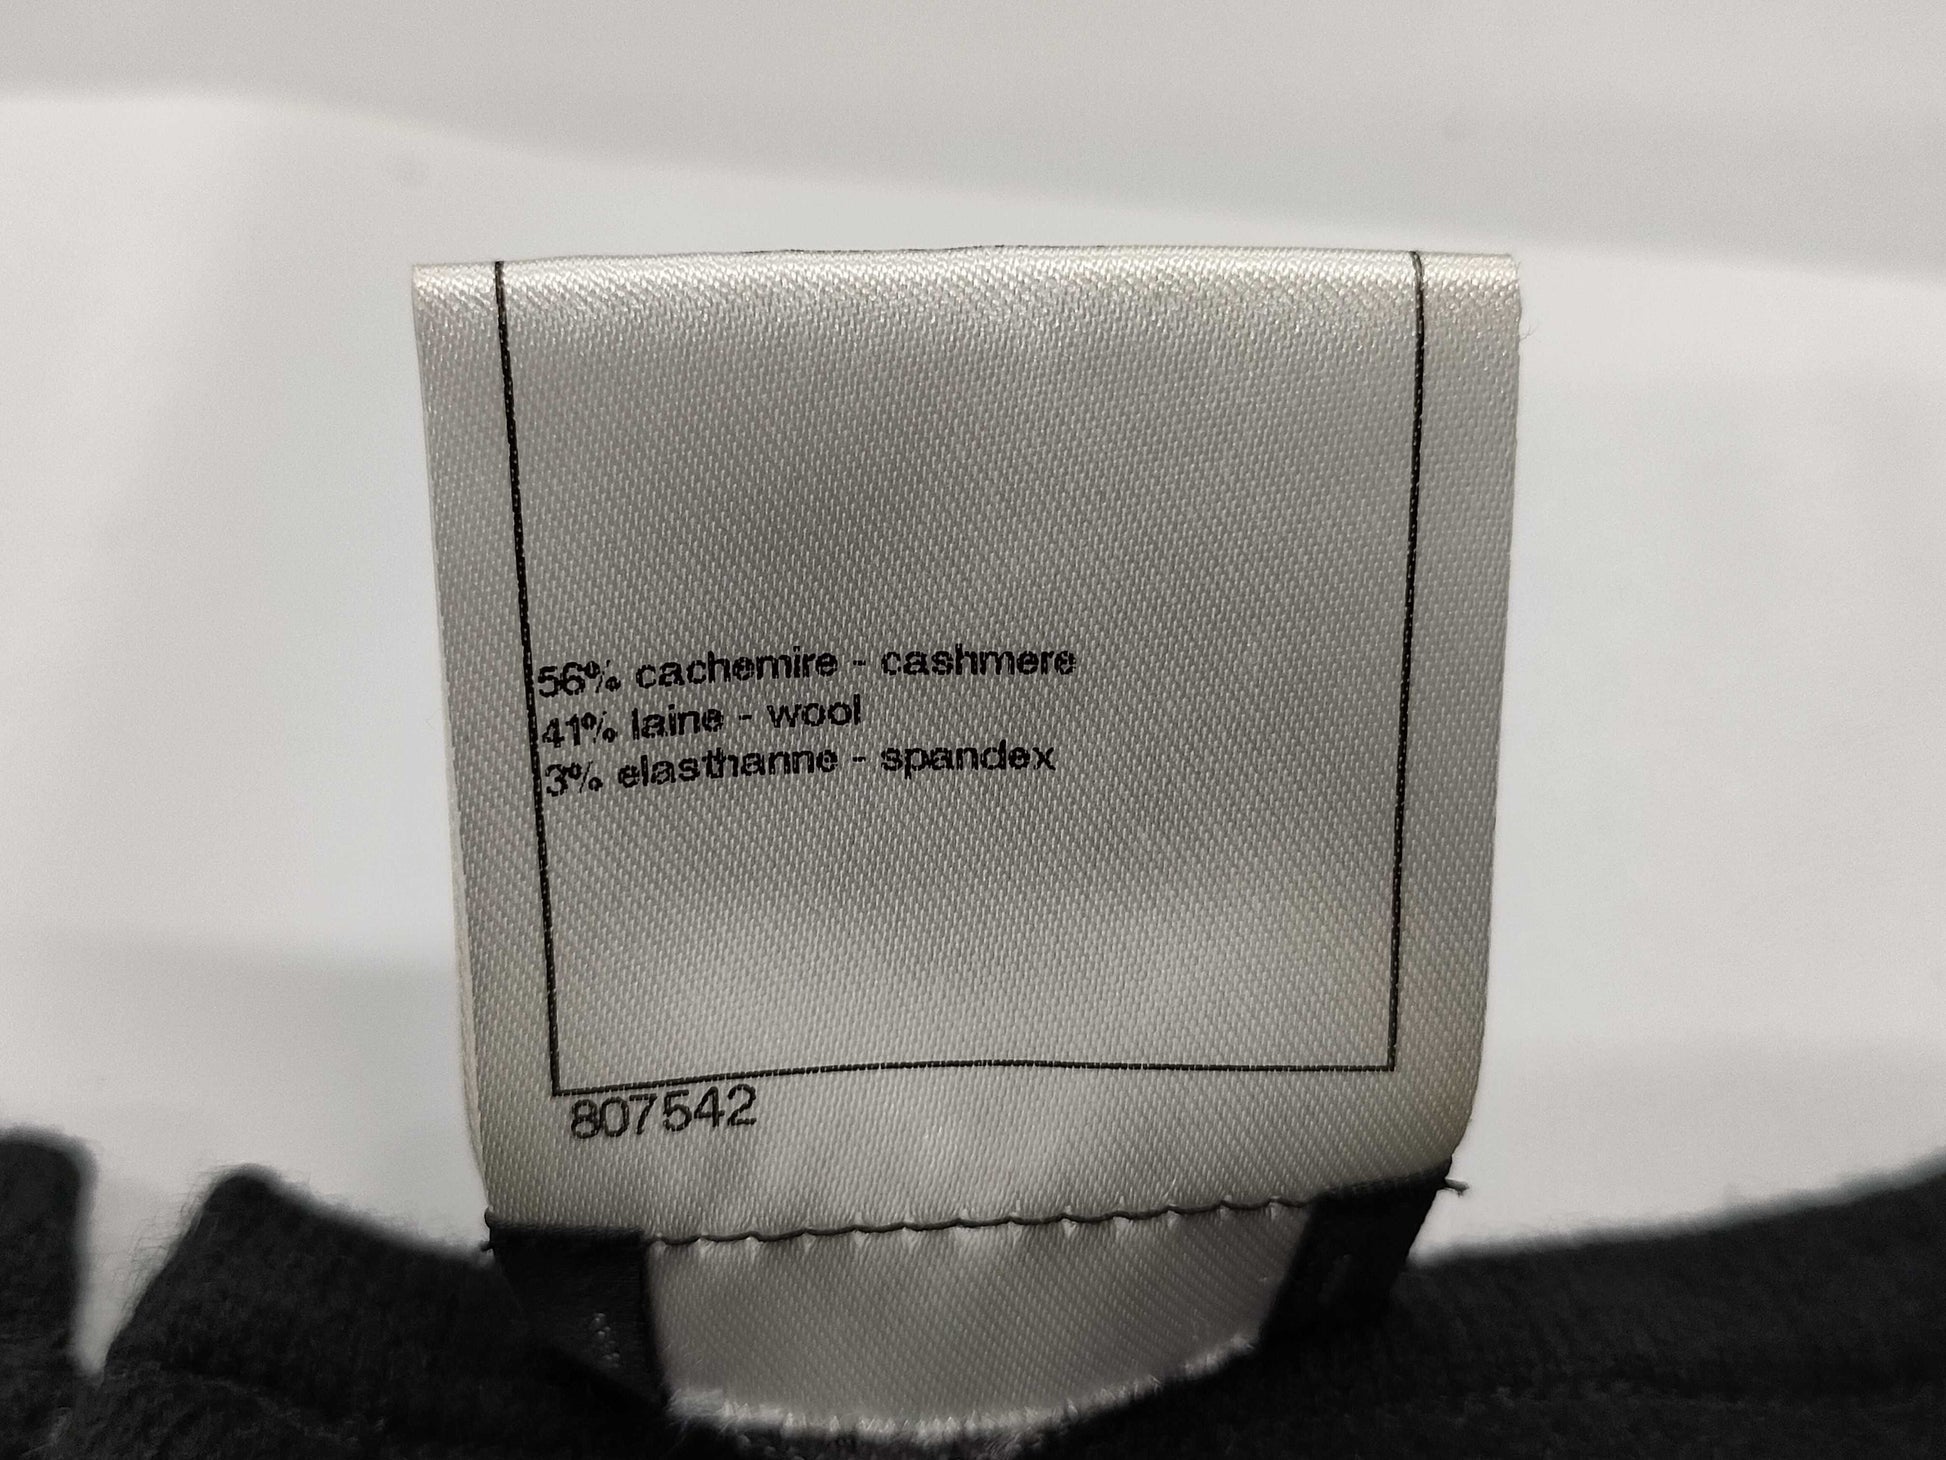 56% cachemire - cashmere
41% laine - wool
3% elasthanne - spandex
807542